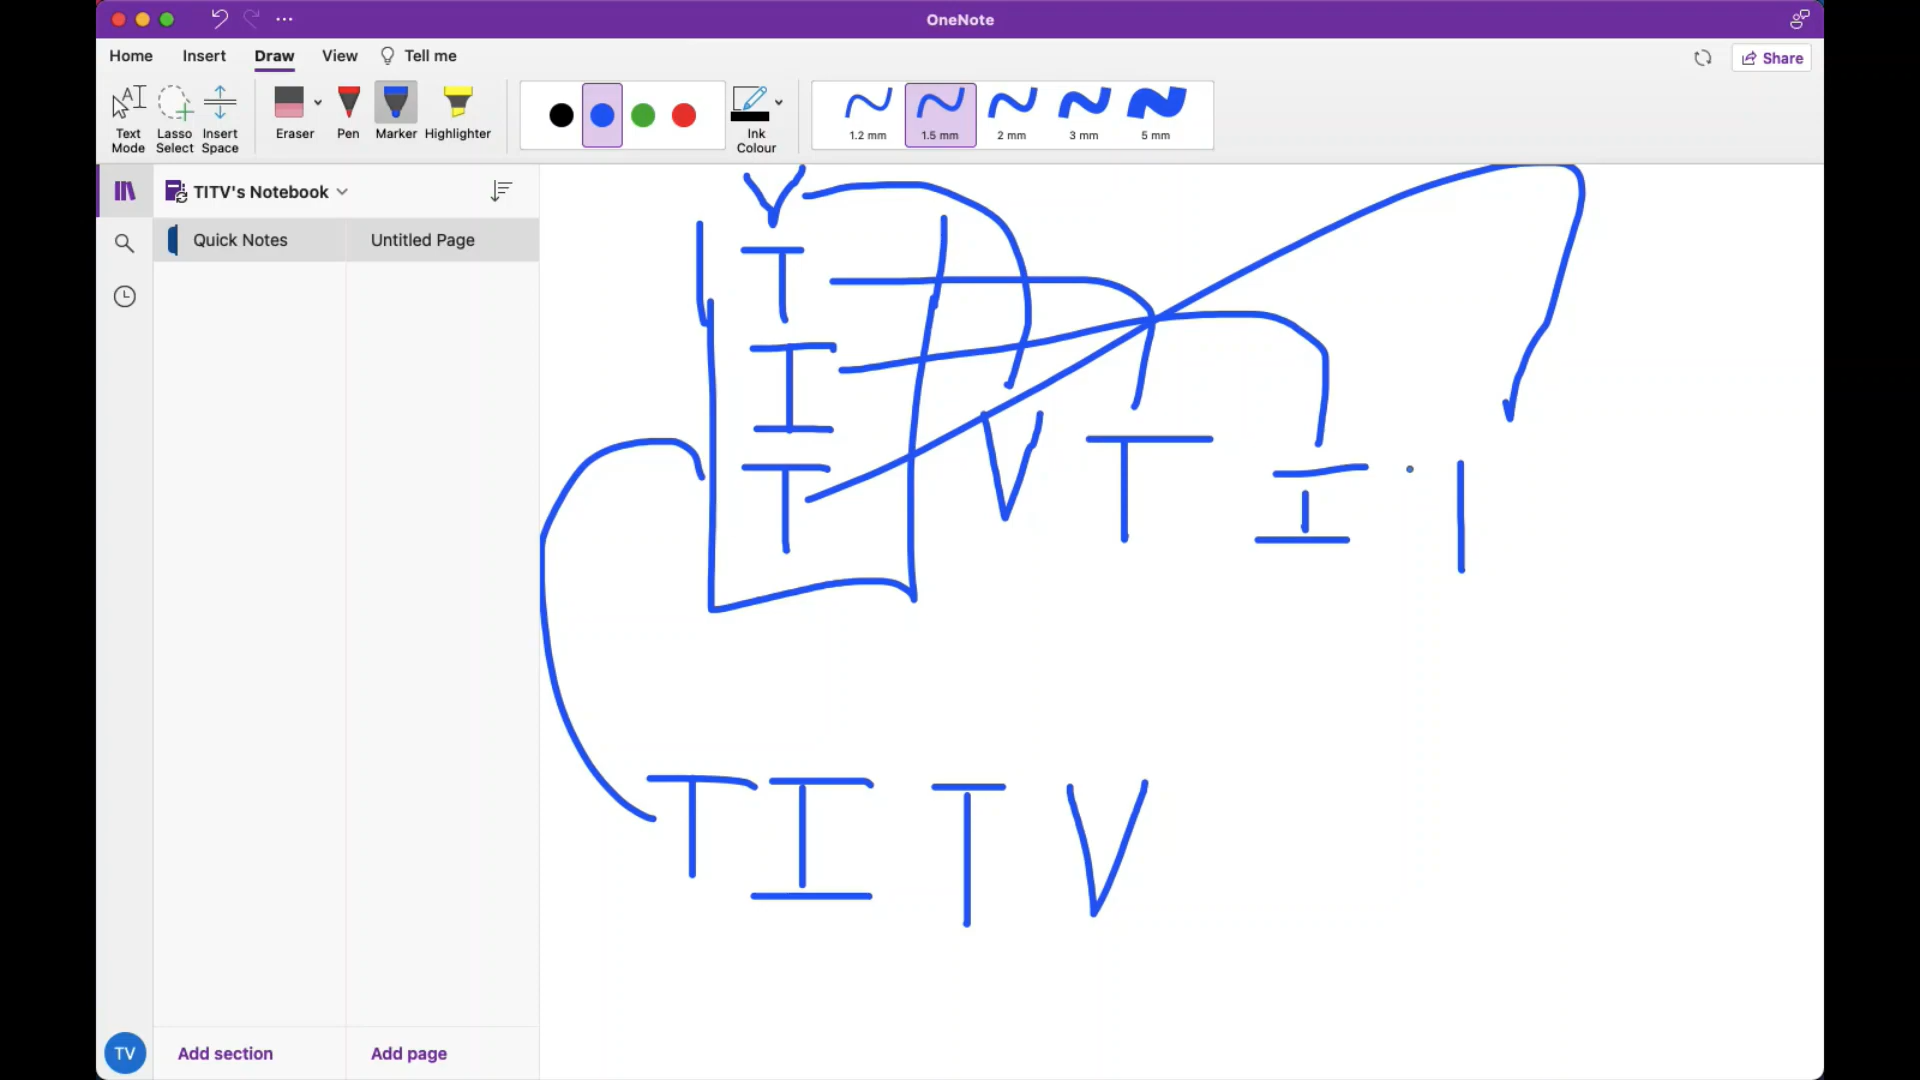 OneNote
Home Insert Draw View Tell me
Share
Text Mode
Lasso Select
Insert Space
Eraser
Pen
Marker
Highlighter
Ink Colour
1.2 mm
1.5 mm
2 mm
3 mm
5 mm
TITV's Notebook
Quick Notes
Untitled Page
V
T
I
T
V T I
T I T V
TV
Add section
Add page